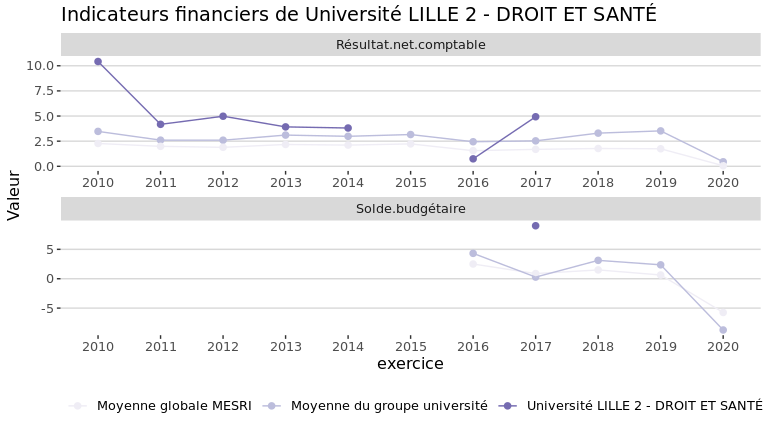 Indicateurs financiers de Université LILLE 2 - DROIT ET SANTÉ
Résultat.net.comptable
10.0
7.5
5.0
2.5
0.0
2010 2011 2012 2013 2014 2015 2016 2017 2018 2019 2020
Valeur
Solde.budgétaire
5
0
-5
2010 2011 2012 2013 2014 2015 2016 2017 2018 2019 2020
exercice
Moyenne globale MESRI Moyenne du groupe université Université LILLE 2 - DROIT ET SANTÉ